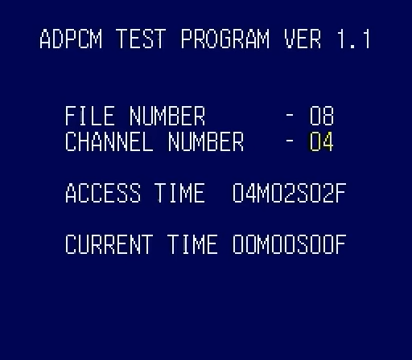 ADPCM TEST PROGRAM VER 1.1
FILE NUMBER - 08
CHANNEL NUMBER - 04
ACCESS TIME 04M02S02F
CURRENT TIME 00M00S00F